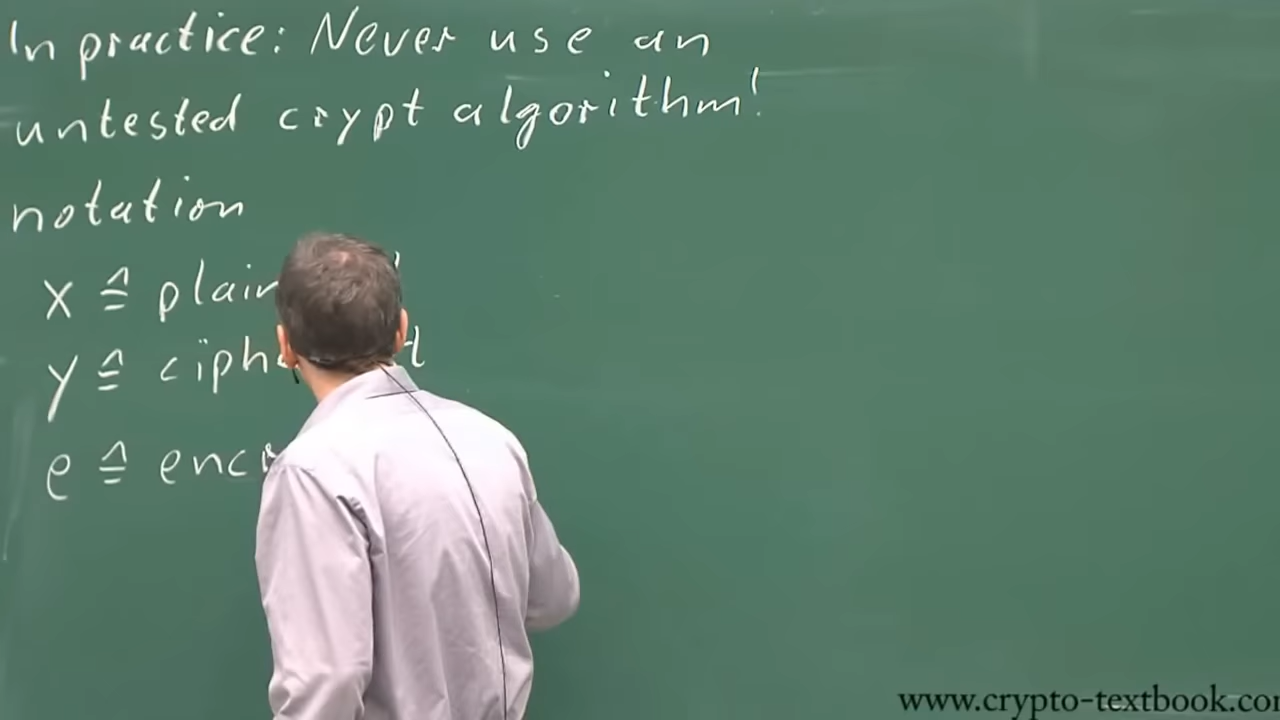 In practice: Never use an
untested crypt algorithm!
notation
x ≙ plain
y ≙ ciph
e ≙ enc
www.crypto-textbook.co